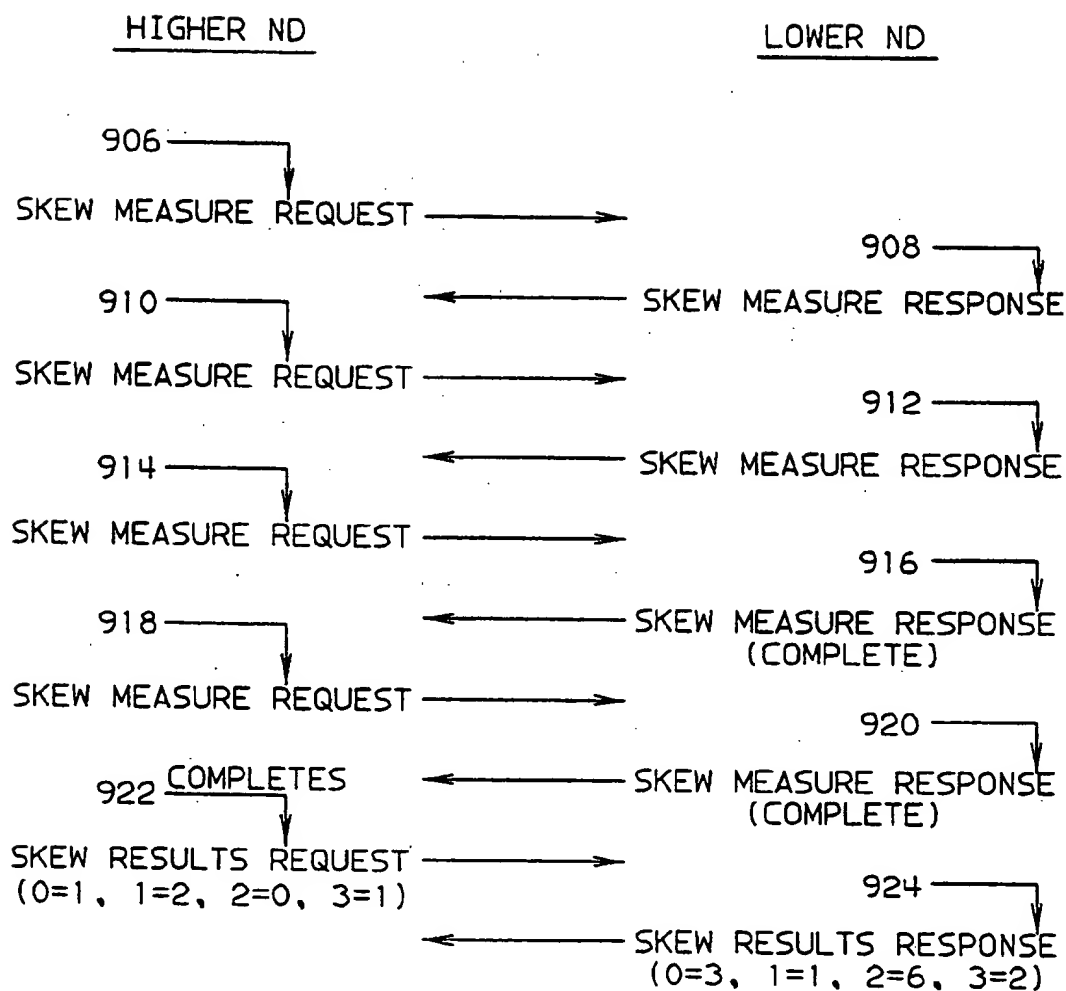 HIGHER ND
LOWER ND
906
SKEW MEASURE REQUEST
908
SKEW MEASURE RESPONSE
910
SKEW MEASURE REQUEST
912
SKEW MEASURE RESPONSE
914
SKEW MEASURE REQUEST
916
SKEW MEASURE RESPONSE
(COMPLETE)
918
SKEW MEASURE REQUEST
920
SKEW MEASURE RESPONSE
(COMPLETE)
922 COMPLETES
SKEW RESULTS REQUEST
(0=1, 1=2, 2=0, 3=1)
924
SKEW RESULTS RESPONSE
(0=3, 1=1, 2=6, 3=2)